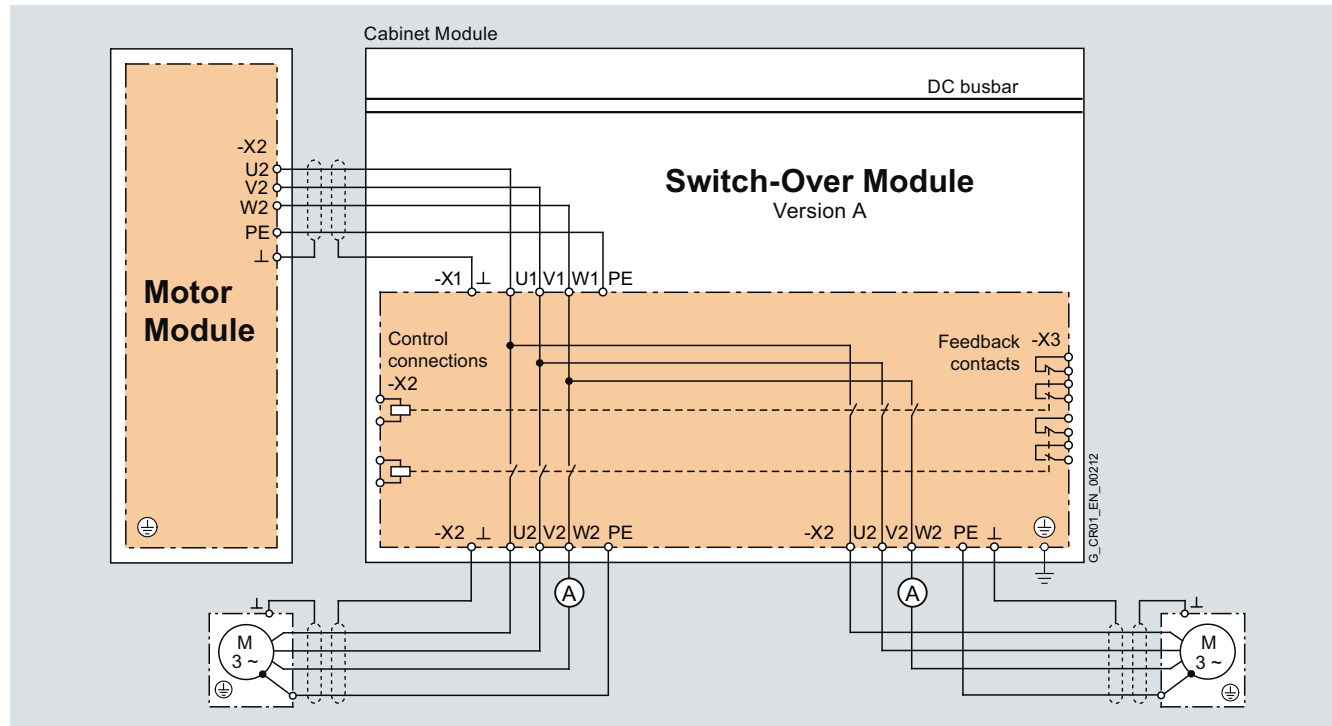 Cabinet Module
DC busbar
-X2
U2
V2
W2
PE
⊥
Motor
Module
Switch-Over Module
Version A
-X1 ⊥ U1 V1 W1 PE
Control
connections
-X2
Feedback
contacts
-X3
-X2 ⊥ U2 V2 W2 PE
-X2 U2 V2 W2 PE ⊥
A
A
⊥
M
3 ~
⊥
M
3 ~
G_CR01_EN_00212